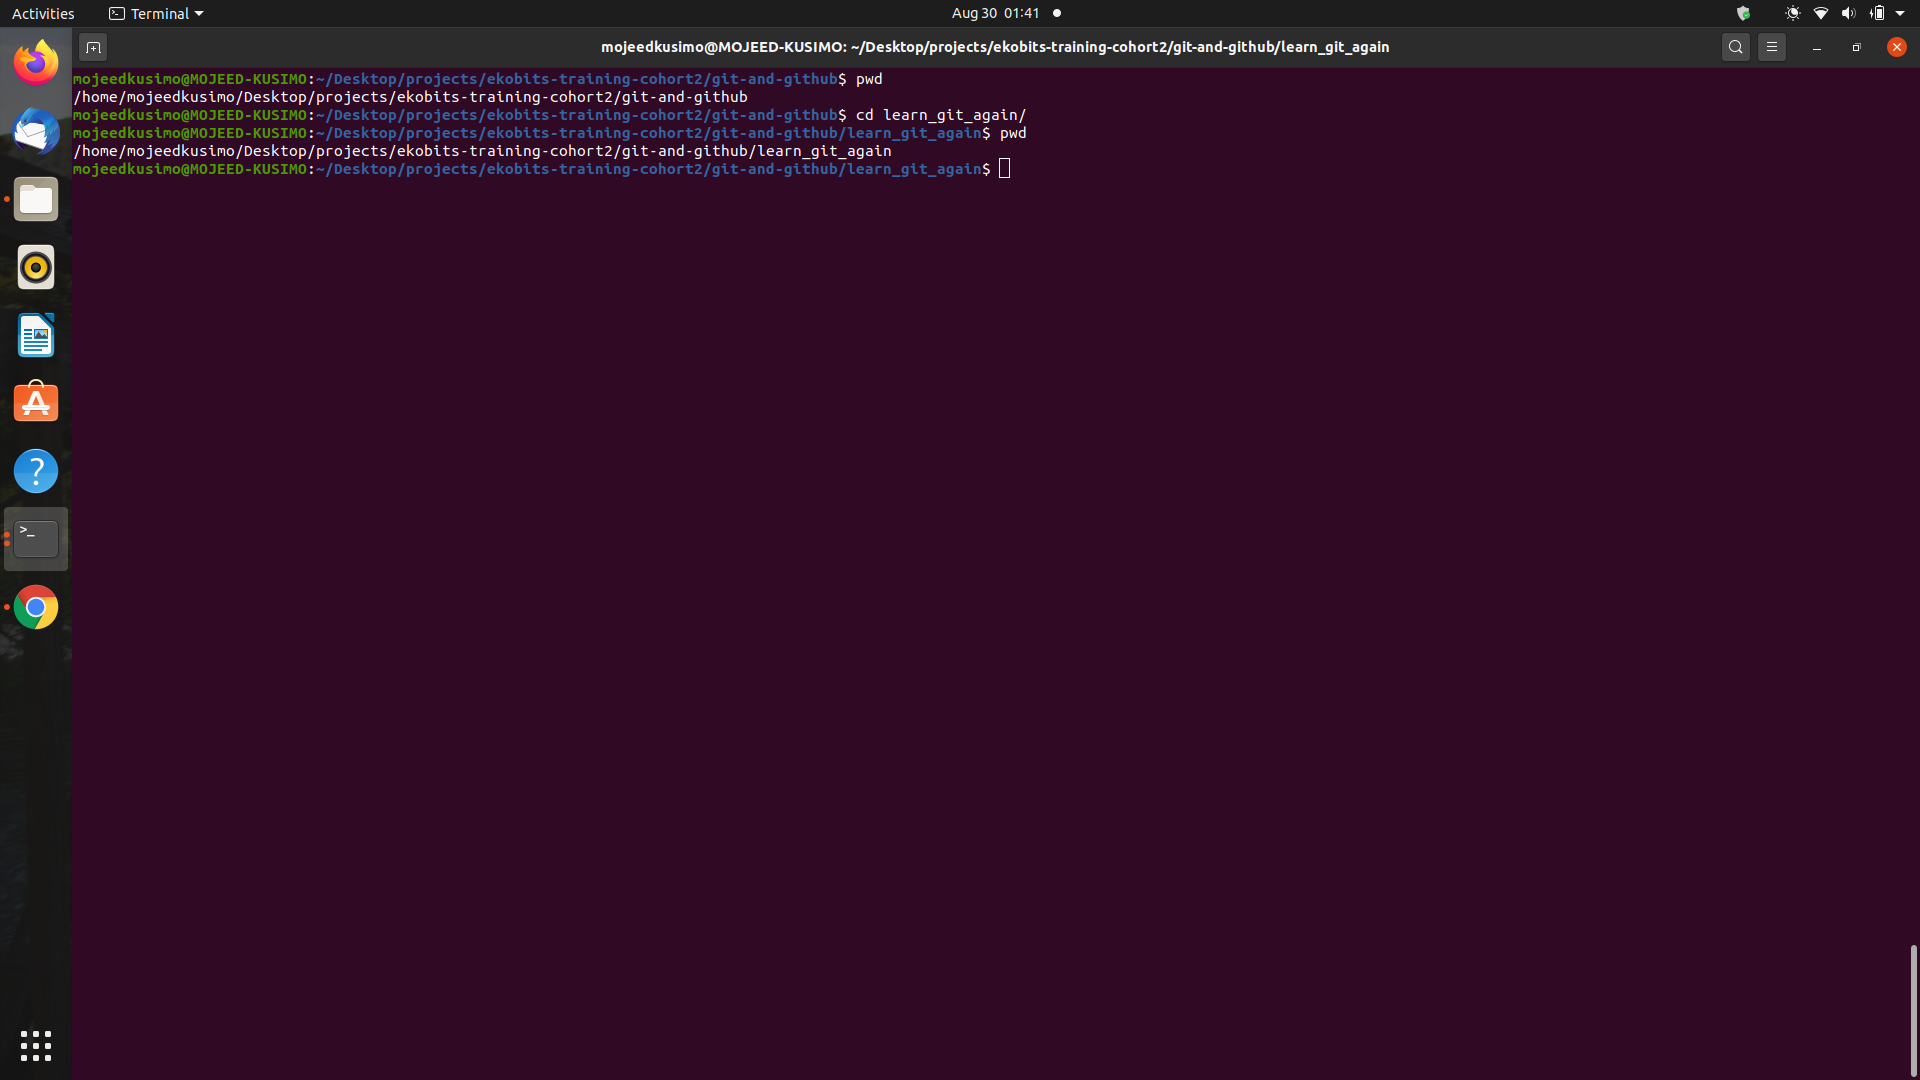 Activities
Terminal
Aug 30 01:41
mojeedkusimo@MOJEED-KUSIMO: ~/Desktop/projects/ekobits-training-cohort2/git-and-github/learn_git_again
mojeedkusimo@MOJEED-KUSIMO:~/Desktop/projects/ekobits-training-cohort2/git-and-github$ pwd
/home/mojeedkusimo/Desktop/projects/ekobits-training-cohort2/git-and-github
mojeedkusimo@MOJEED-KUSIMO:~/Desktop/projects/ekobits-training-cohort2/git-and-github$ cd learn_git_again/
mojeedkusimo@MOJEED-KUSIMO:~/Desktop/projects/ekobits-training-cohort2/git-and-github/learn_git_again$ pwd
/home/mojeedkusimo/Desktop/projects/ekobits-training-cohort2/git-and-github/learn_git_again
mojeedkusimo@MOJEED-KUSIMO:~/Desktop/projects/ekobits-training-cohort2/git-and-github/learn_git_again$